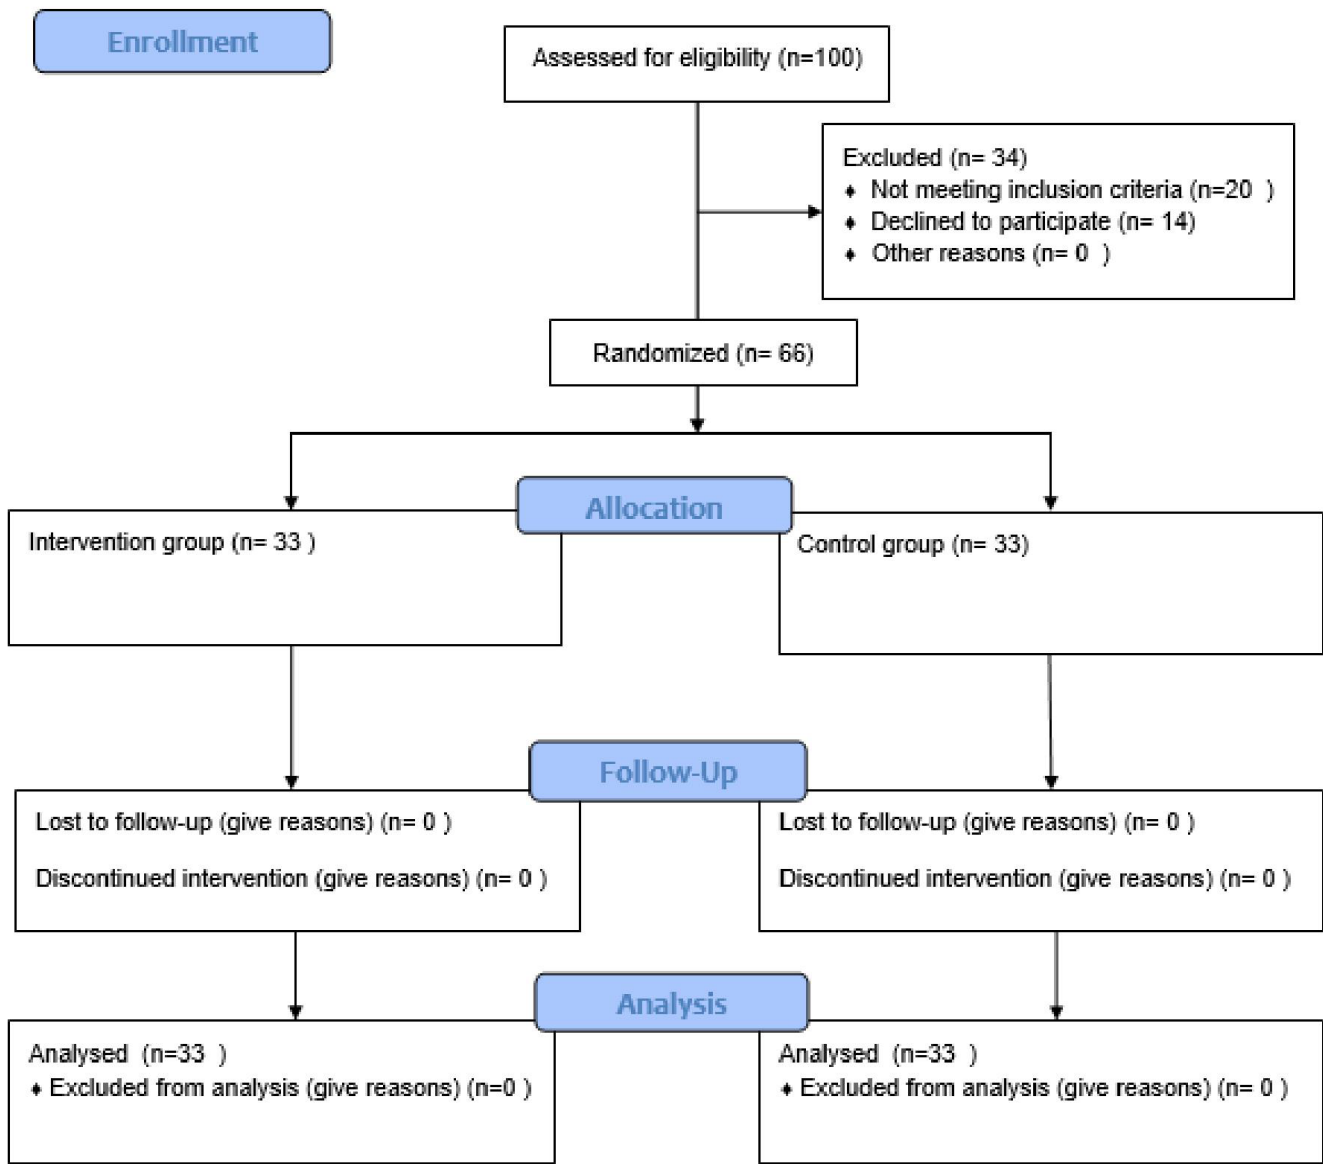 Enrollment
Assessed for eligibility (n=100)
Excluded (n= 34)
♦ Not meeting inclusion criteria (n=20 )
♦ Declined to participate (n= 14)
♦ Other reasons (n= 0 )
Randomized (n= 66)
Allocation
Intervention group (n= 33 )
Control group (n= 33)
Follow-Up
Lost to follow-up (give reasons) (n= 0 )
Discontinued intervention (give reasons) (n= 0 )
Lost to follow-up (give reasons) (n= 0 )
Discontinued intervention (give reasons) (n= 0 )
Analysis
Analysed (n=33 )
♦ Excluded from analysis (give reasons) (n=0 )
Analysed (n=33 )
♦ Excluded from analysis (give reasons) (n= 0 )